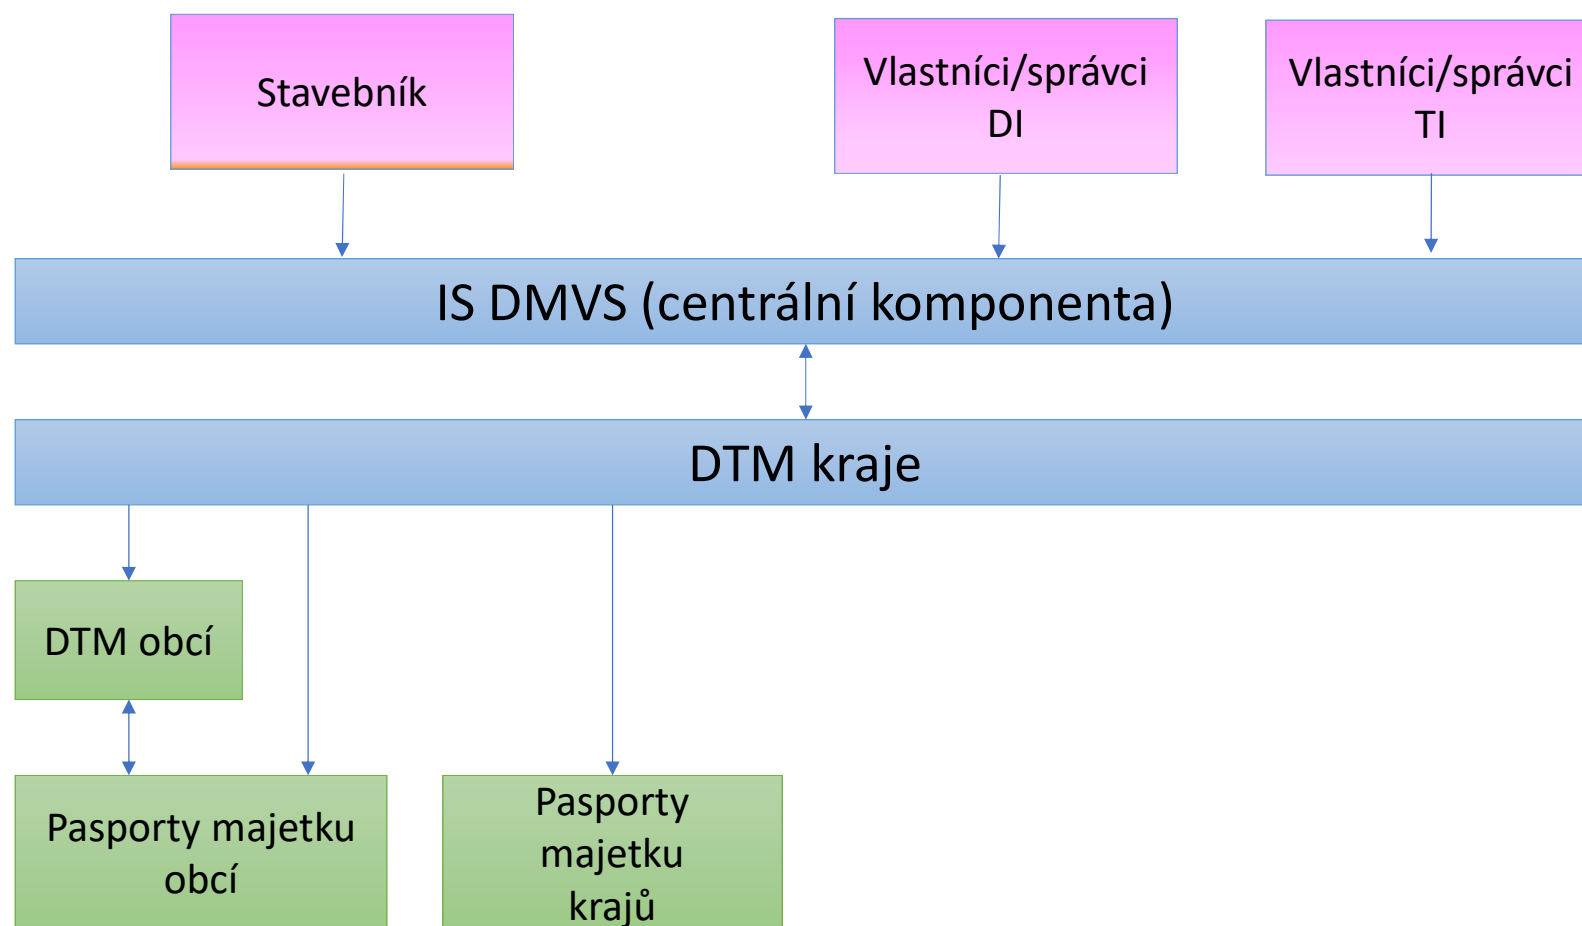 Stavebník
Vlastníci/správci
DI
Vlastníci/správci
TI
IS DMVS (centrální komponenta)
DTM kraje
DTM obcí
Pasporty majetku
obcí
Pasporty
majetku
krajů